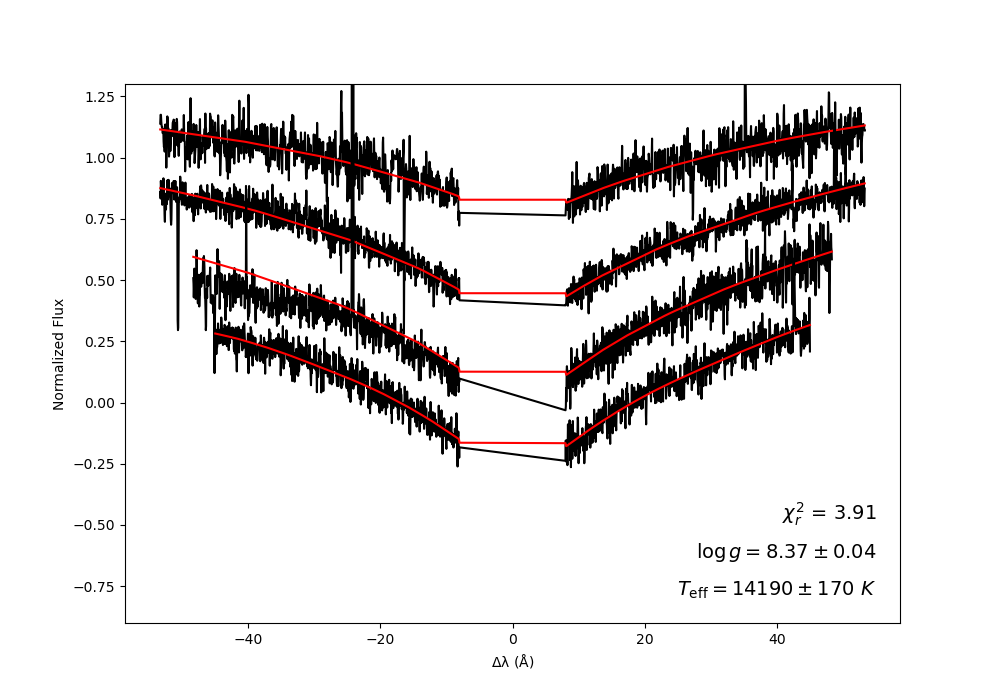 1.25
1.00
0.75
0.50
0.25
0.00
−0.25
−0.50
−0.75
Normalized Flux
χ²ᵣ = 3.91
log g = 8.37 ± 0.04
T_eff = 14190 ± 170 K
−40 −20 0 20 40
Δλ (Å)